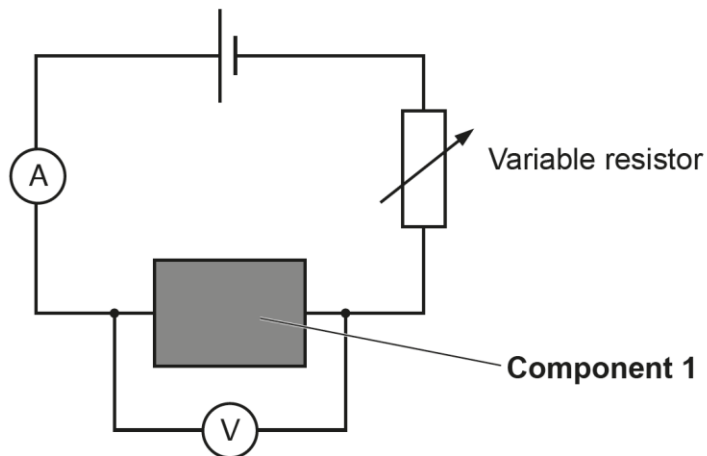 A
Variable resistor
Component 1
V